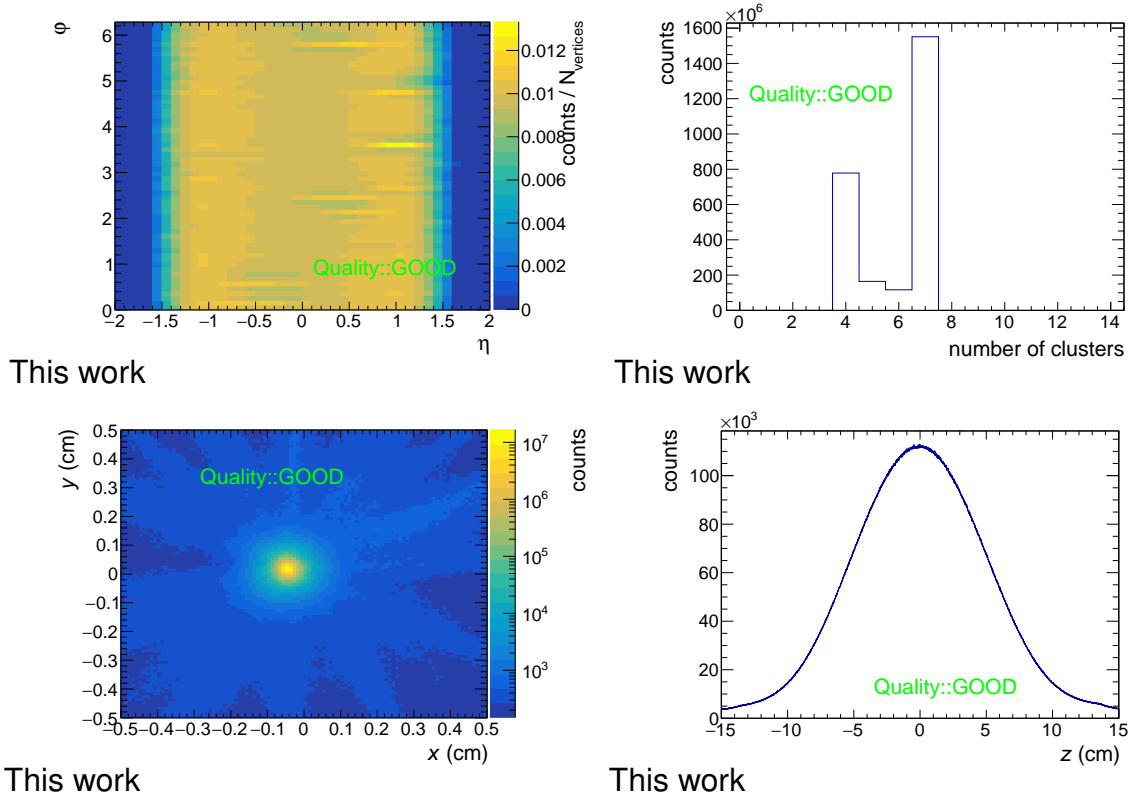 φ
6
5
4
3
2
1
0
−2 −1.5 −1 −0.5 0 0.5 1 1.5 2
η
0.012
0.01
0.008
0.006
0.004
0.002
0
counts / N_vertices
Quality::GOOD
This work
×10^6
counts
1600
1400
1200
1000
800
600
400
200
0
0 2 4 6 8 10 12 14
number of clusters
Quality::GOOD
This work
y (cm)
0.5
0.4
0.3
0.2
0.1
0
−0.1
−0.2
−0.3
−0.4
−0.5
−0.5 −0.4 −0.3 −0.2 −0.1 0 0.1 0.2 0.3 0.4 0.5
x (cm)
10^7
10^6
10^5
10^4
10^3
counts
Quality::GOOD
This work
×10^3
counts
100
80
60
40
20
0
−15 −10 −5 0 5 10 15
z (cm)
Quality::GOOD
This work